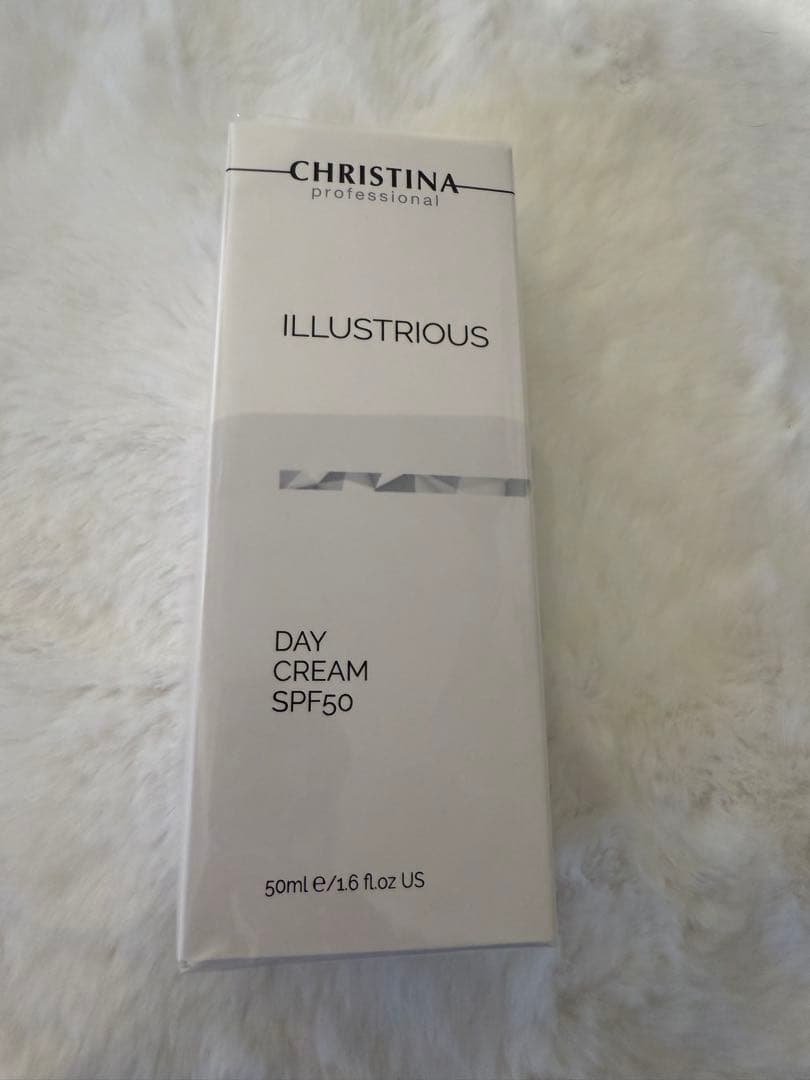 CHRISTINA
professional
ILLUSTRIOUS
DAY
CREAM
SPF50
50ml e/1.6 fl.oz US